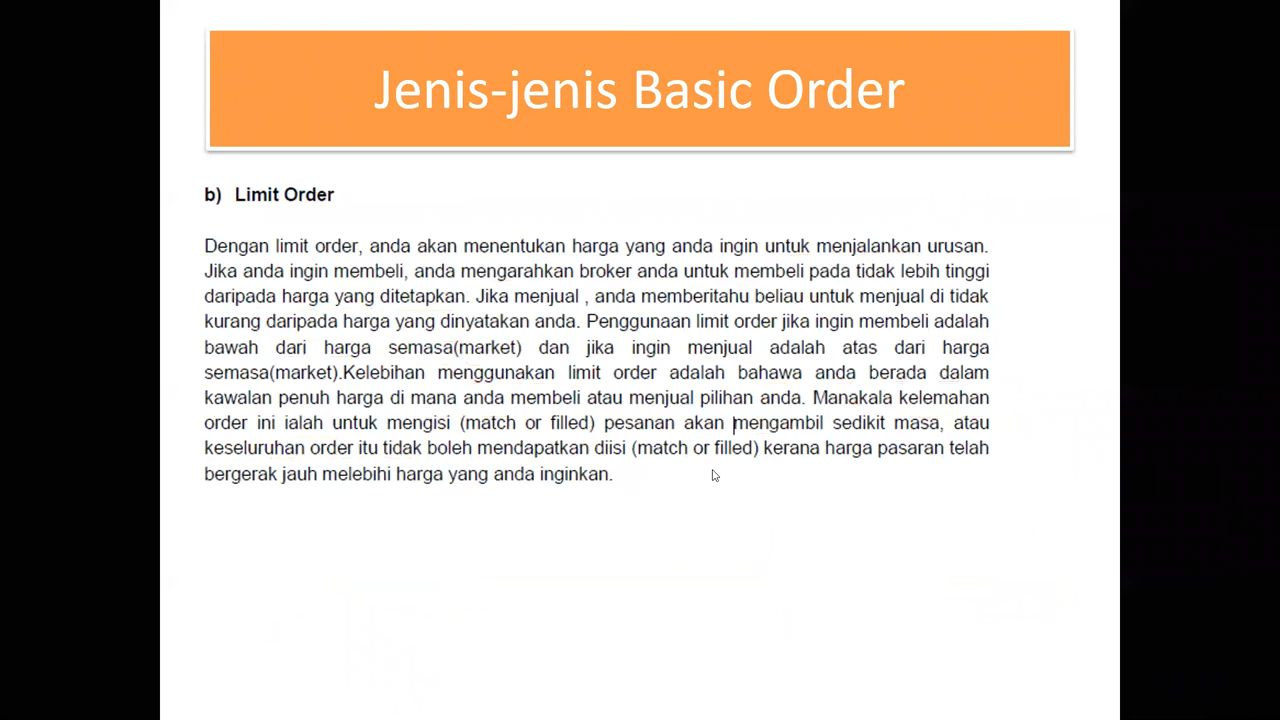 Jenis-jenis Basic Order
b) Limit Order
Dengan limit order, anda akan menentukan harga yang anda ingin untuk menjalankan urusan.
Jika anda ingin membeli, anda mengarahkan broker anda untuk membeli pada tidak lebih tinggi
daripada harga yang ditetapkan. Jika menjual , anda memberitahu beliau untuk menjual di tidak
kurang daripada harga yang dinyatakan anda. Penggunaan limit order jika ingin membeli adalah
bawah dari harga semasa(market) dan jika ingin menjual adalah atas dari harga
semasa(market).Kelebihan menggunakan limit order adalah bahawa anda berada dalam
kawalan penuh harga di mana anda membeli atau menjual pilihan anda. Manakala kelemahan
order ini ialah untuk mengisi (match or filled) pesanan akan mengambil sedikit masa, atau
keseluruhan order itu tidak boleh mendapatkan diisi (match or filled) kerana harga pasaran telah
bergerak jauh melebihi harga yang anda inginkan.